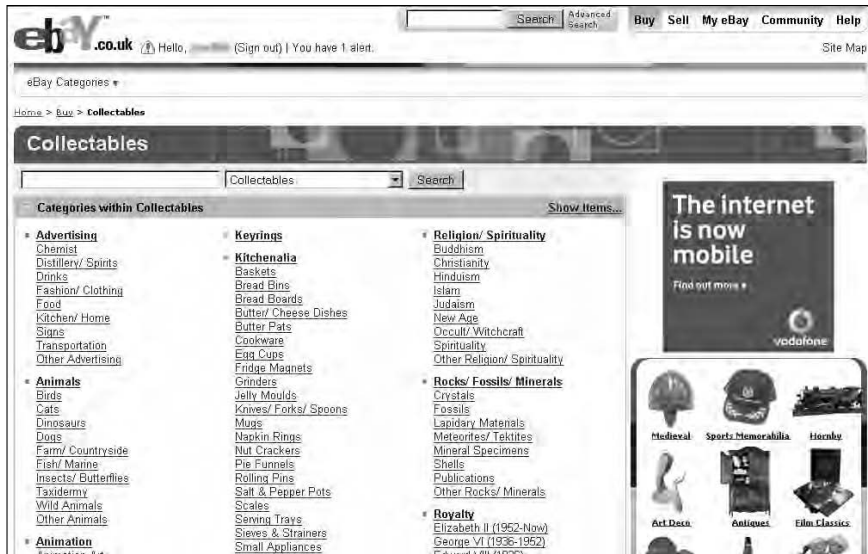 Search Advanced Search Buy Sell My eBay Community Help
ebay.co.uk Hello, (Sign out) | You have 1 alert.
Site Map
eBay Categories
Home > Buy > Collectables
Collectables
Collectables Search
Categories within Collectables Show Items...
Advertising
Chemist
Distillery/ Spirits
Drinks
Fashion/ Clothing
Food
Kitchen/ Home
Signs
Transportation
Other Advertising
Animals
Birds
Cats
Dinosaurs
Dogs
Farm/ Countryside
Fish/ Marine
Insects/ Butterflies
Taxidermy
Wild Animals
Other Animals
Animation
Keyrings
Kitchenalia
Baskets
Bread Bins
Bread Boards
Butter/ Cheese Dishes
Butter Pats
Cookware
Egg Cups
Fridge Magnets
Grinders
Jelly Moulds
Knives/ Forks/ Spoons
Mugs
Napkin Rings
Nut Crackers
Pie Funnels
Rolling Pins
Salt & Pepper Pots
Scales
Serving Trays
Sieves & Strainers
Small Appliances
Religion/ Spirituality
Buddhism
Christianity
Hinduism
Islam
Judaism
New Age
Occult/ Witchcraft
Spirituality
Other Religion/ Spirituality
Rocks/ Fossils/ Minerals
Crystals
Fossils
Lapidary Materials
Meteorites/ Tektites
Mineral Specimens
Shells
Publications
Other Rocks/ Minerals
Royalty
Elizabeth II (1952-Now)
George VI (1936-1952)
The internet
is now
mobile
Find out more
vodafone
Medieval Sports Memorabilia Hornby
Art Deco Antiques Film Classics